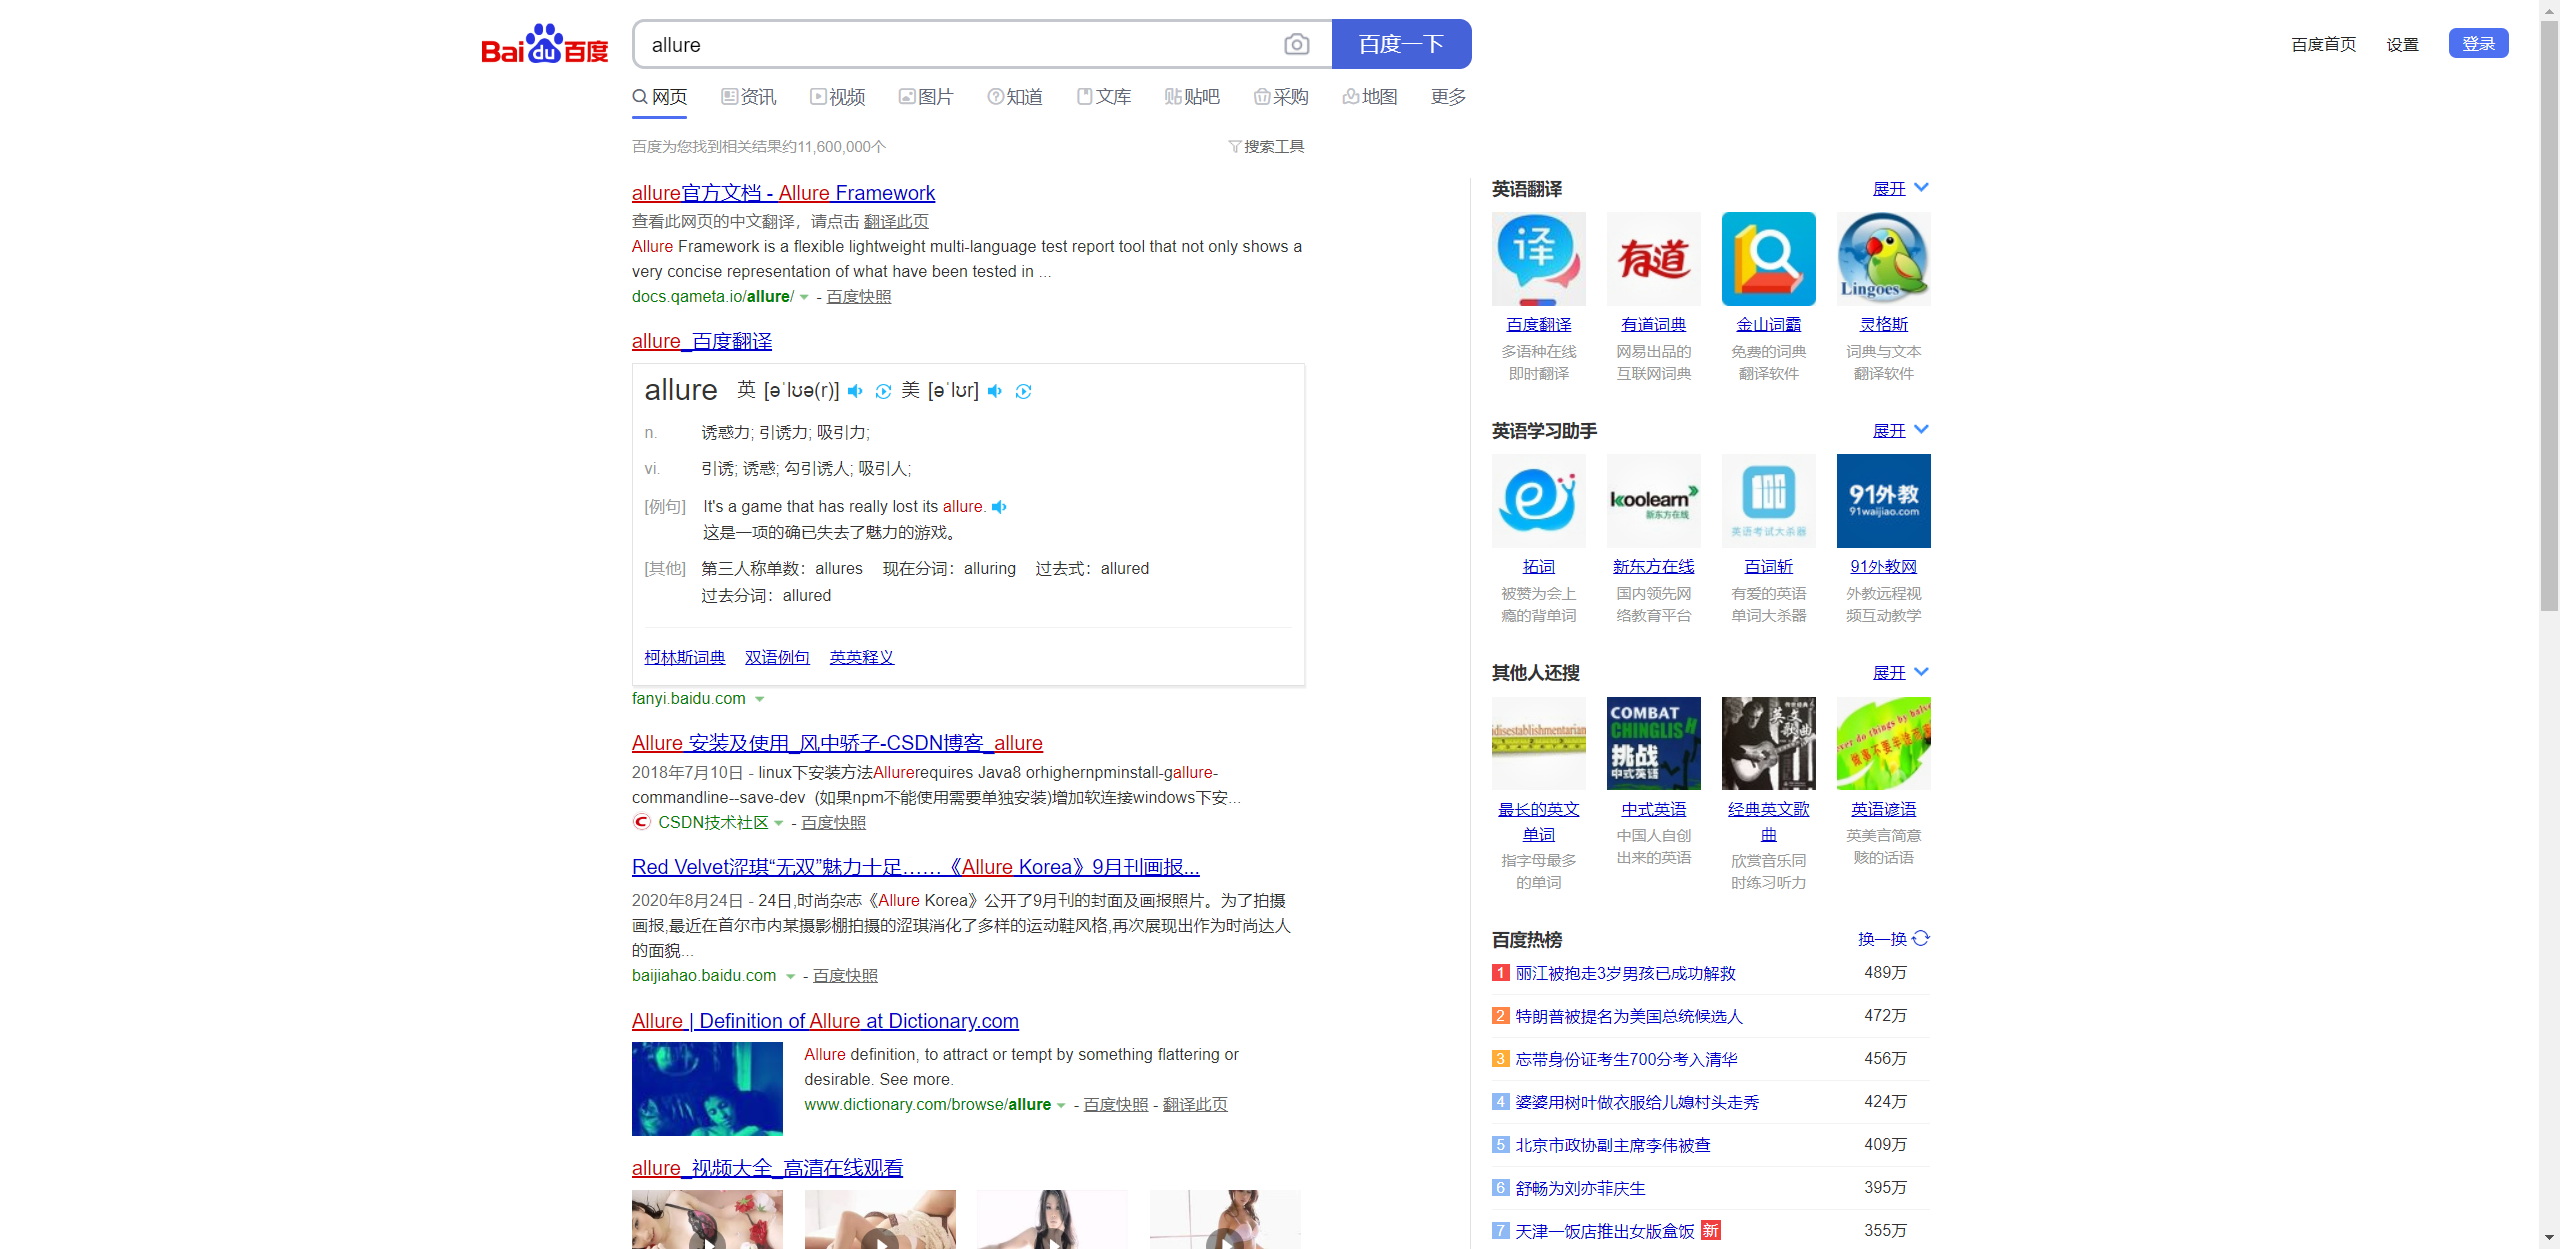 Bai du 百度
allure
百度一下
百度首页 设置 登录
网页 资讯 视频 图片 知道 文库 贴吧 采购 地图 更多
百度为您找到相关结果约11,600,000个
搜索工具
allure官方文档 - Allure Framework
查看此网页的中文翻译，请点击 翻译此页
Allure Framework is a flexible lightweight multi-language test report tool that not only shows a
very concise representation of what have been tested in ...
docs.qameta.io/allure/ - 百度快照
allure_百度翻译
allure 英 [əˈlʊə(r)] 美 [əˈlʊr]
n. 诱惑力; 引诱力; 吸引力;
vi. 引诱; 诱惑; 勾引诱人; 吸引人;
[例句] It's a game that has really lost its allure.
这是一项的确已失去了魅力的游戏。
[其他] 第三人称单数：allures 现在分词：alluring 过去式：allured
过去分词：allured
柯林斯词典 双语例句 英英释义
fanyi.baidu.com
Allure 安装及使用_风中骄子-CSDN博客_allure
2018年7月10日 - linux下安装方法Allurerequires Java8 orhighernpminstall-gallure-
commandline--save-dev (如果npm不能使用需要单独安装)增加软连接windows下安...
CSDN技术社区 - 百度快照
Red Velvet涩琪“无双”魅力十足……《Allure Korea》9月刊画报...
2020年8月24日 - 24日,时尚杂志《Allure Korea》公开了9月刊的封面及画报照片。为了拍摄
画报,最近在首尔市内某摄影棚拍摄的涩琪消化了多样的运动鞋风格,再次展现出作为时尚达人
的面貌...
baijiahao.baidu.com - 百度快照
Allure | Definition of Allure at Dictionary.com
Allure definition, to attract or tempt by something flattering or
desirable. See more.
www.dictionary.com/browse/allure - 百度快照 - 翻译此页
allure_视频大全_高清在线观看
英语翻译 展开
译 有道 Lingoes
百度翻译 有道词典 金山词霸 灵格斯
多语种在线 网易出品的 免费的词典 词典与文本
即时翻译 互联网词典 翻译软件 翻译软件
英语学习助手 展开
koolearn 新东方在线 英语考试大杀器 91外教 91waijiao.com
拓词 新东方在线 百词斩 91外教网
被赞为会上 国内领先网 有爱的英语 外教远程视
瘾的背单词 络教育平台 单词大杀器 频互动教学
其他人还搜 展开
idisestablishmentarian COMBAT CHINGLISH 挑战 中式英语 英文歌曲 ever do things by halve 做事不要半途而废
最长的英文 中式英语 经典英文歌 英语谚语
单词 中国人自创 曲 英美言简意
指字母最多 出来的英语 欣赏音乐同 赅的话语
的单词 时练习听力
百度热榜 换一换
1 丽江被抱走3岁男孩已成功解救 489万
2 特朗普被提名为美国总统候选人 472万
3 忘带身份证考生700分考入清华 456万
4 婆婆用树叶做衣服给儿媳村头走秀 424万
5 北京市政协副主席李伟被查 409万
6 舒畅为刘亦菲庆生 395万
7 天津一饭店推出女版盒饭 新 355万